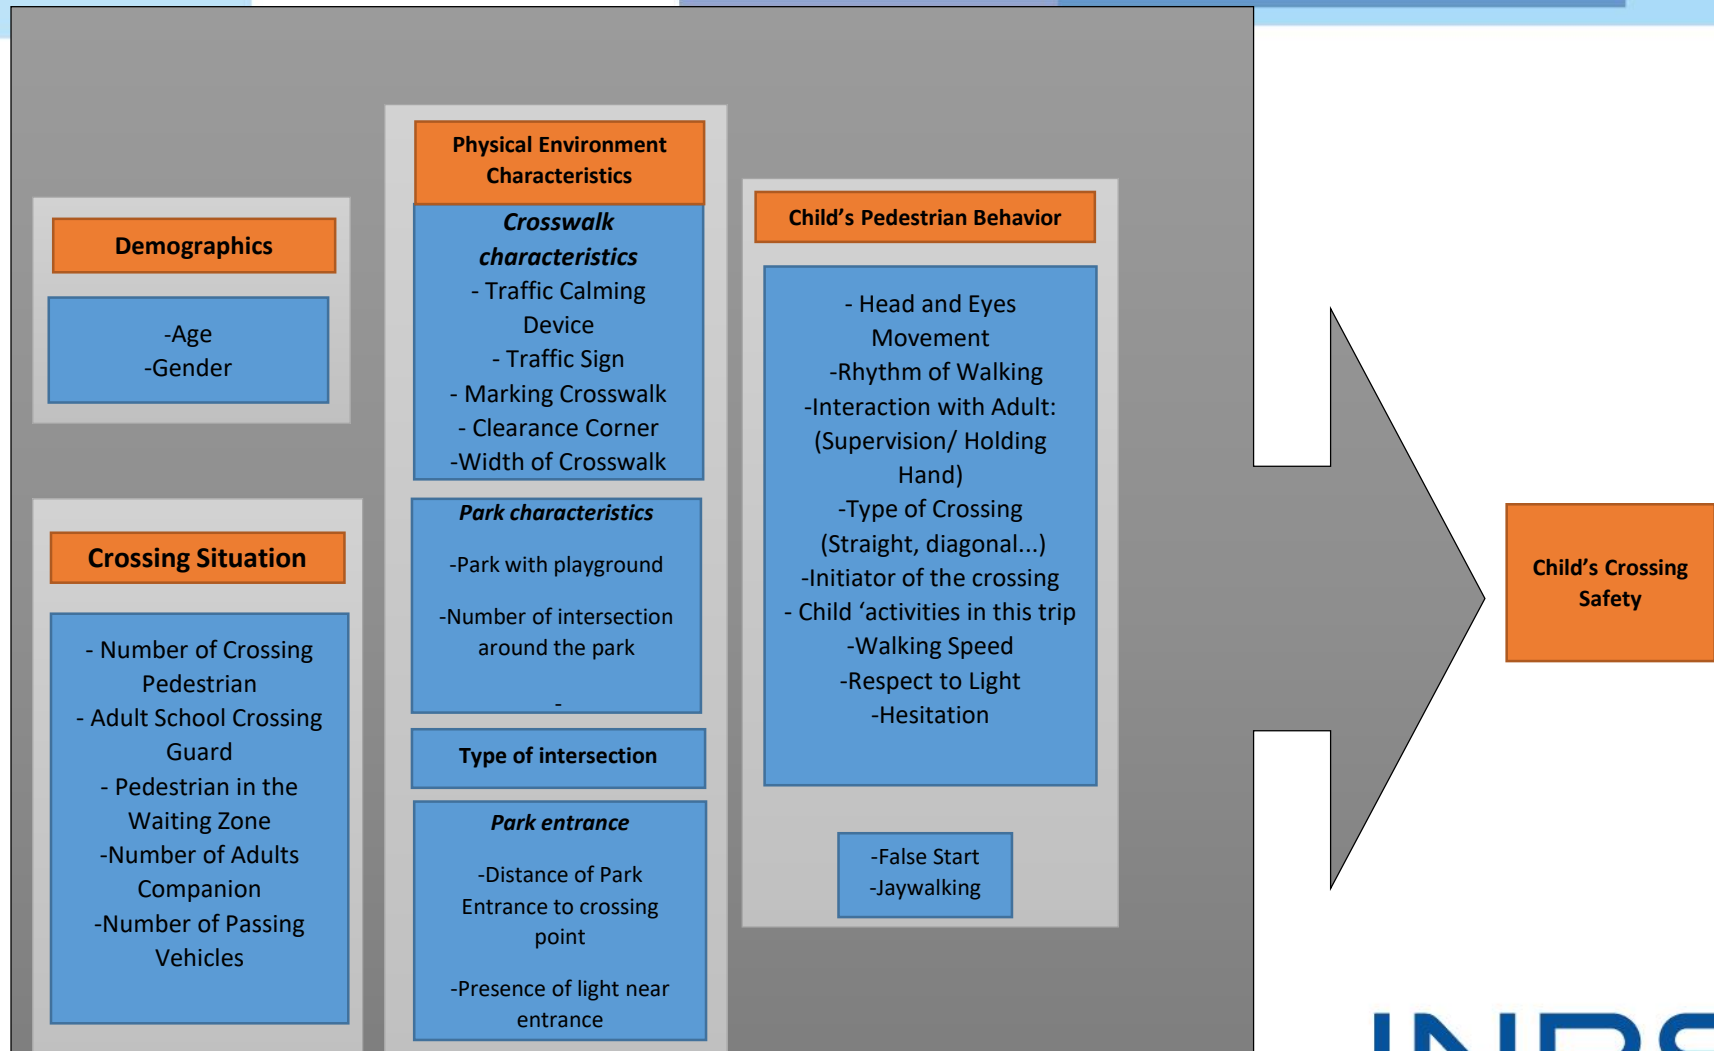 Demographics
-Age
-Gender
Crossing Situation
- Number of Crossing
Pedestrian
- Adult School Crossing
Guard
- Pedestrian in the
Waiting Zone
-Number of Adults
Companion
-Number of Passing
Vehicles
Physical Environment
Characteristics
Crosswalk
characteristics
- Traffic Calming
Device
- Traffic Sign
- Marking Crosswalk
- Clearance Corner
-Width of Crosswalk
Park characteristics
-Park with playground
-Number of intersection
around the park
-
Type of intersection
Park entrance
-Distance of Park
Entrance to crossing
point
-Presence of light near
entrance
Child’s Pedestrian Behavior
- Head and Eyes
Movement
-Rhythm of Walking
-Interaction with Adult:
(Supervision/ Holding
Hand)
-Type of Crossing
(Straight, diagonal...)
-Initiator of the crossing
- Child ‘activities in this trip
-Walking Speed
-Respect to Light
-Hesitation
-False Start
-Jaywalking
Child’s Crossing
Safety
INRS